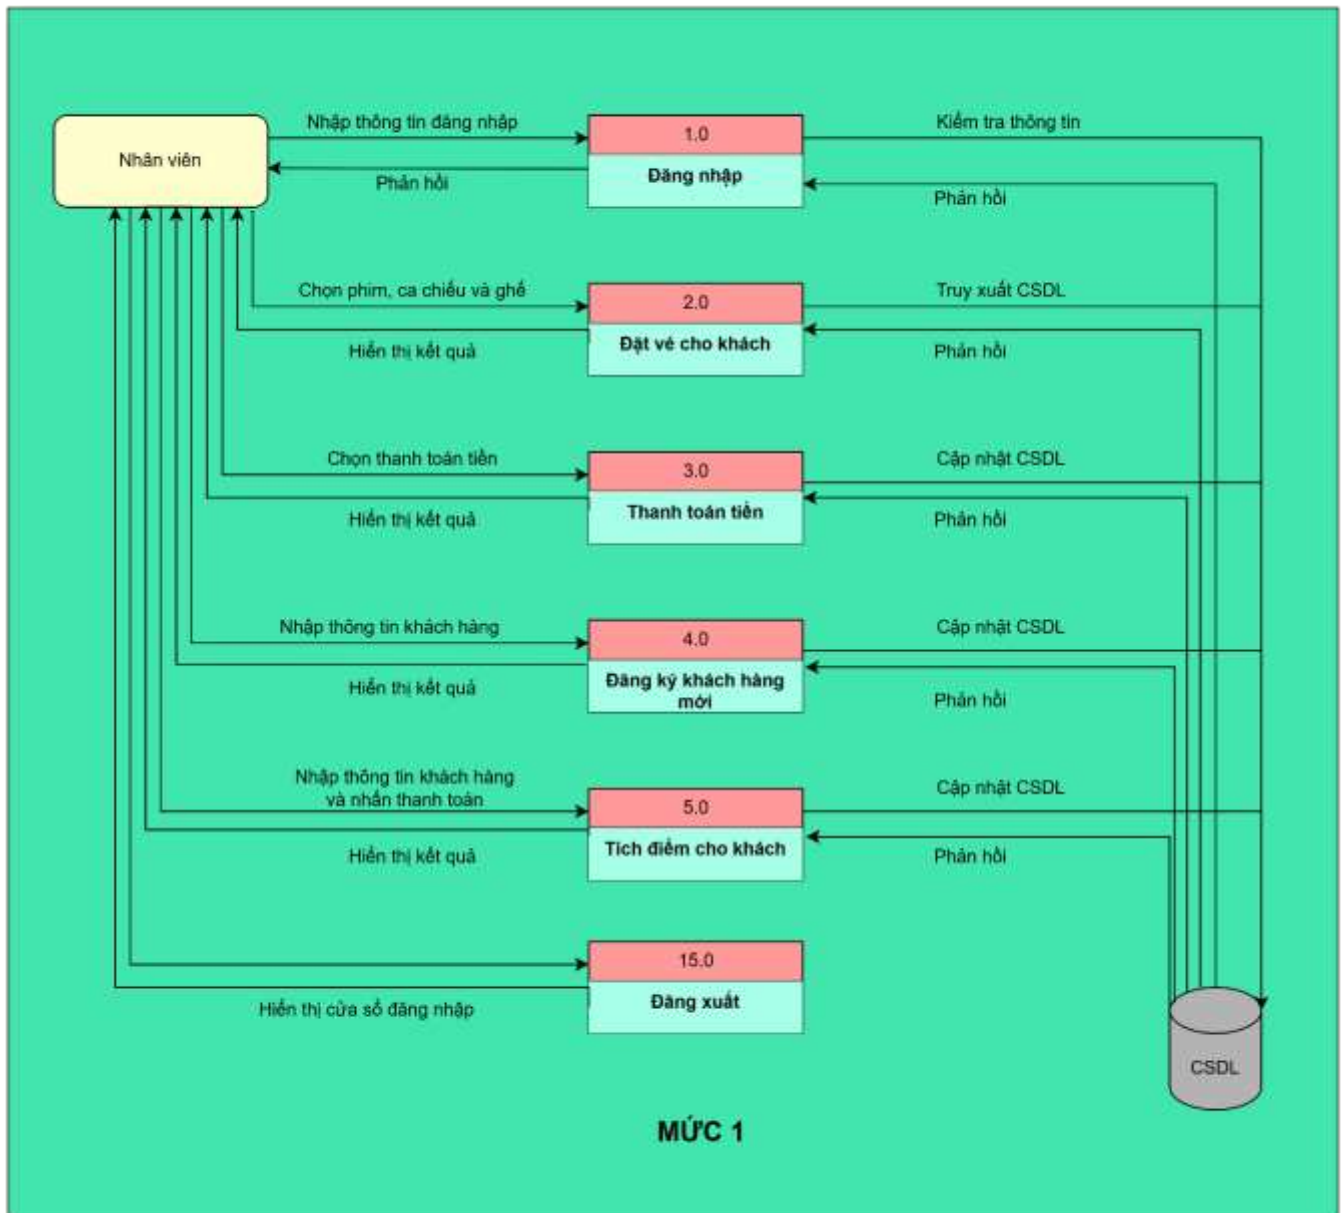 Nhân viên
Nhập thông tin đăng nhập
Phản hồi
1.0
Đăng nhập
Kiểm tra thông tin
Phản hồi
Chọn phim, ca chiếu và ghế
Hiển thị kết quả
2.0
Đặt vé cho khách
Truy xuất CSDL
Phản hồi
Chọn thanh toán tiền
Hiển thị kết quả
3.0
Thanh toán tiền
Cập nhật CSDL
Phản hồi
Nhập thông tin khách hàng
Hiển thị kết quả
4.0
Đăng ký khách hàng
mới
Cập nhật CSDL
Phản hồi
Nhập thông tin khách hàng
và nhấn thanh toán
Hiển thị kết quả
5.0
Tích điểm cho khách
Cập nhật CSDL
Phản hồi
15.0
Đăng xuất
Hiển thị cửa sổ đăng nhập
CSDL
MỨC 1